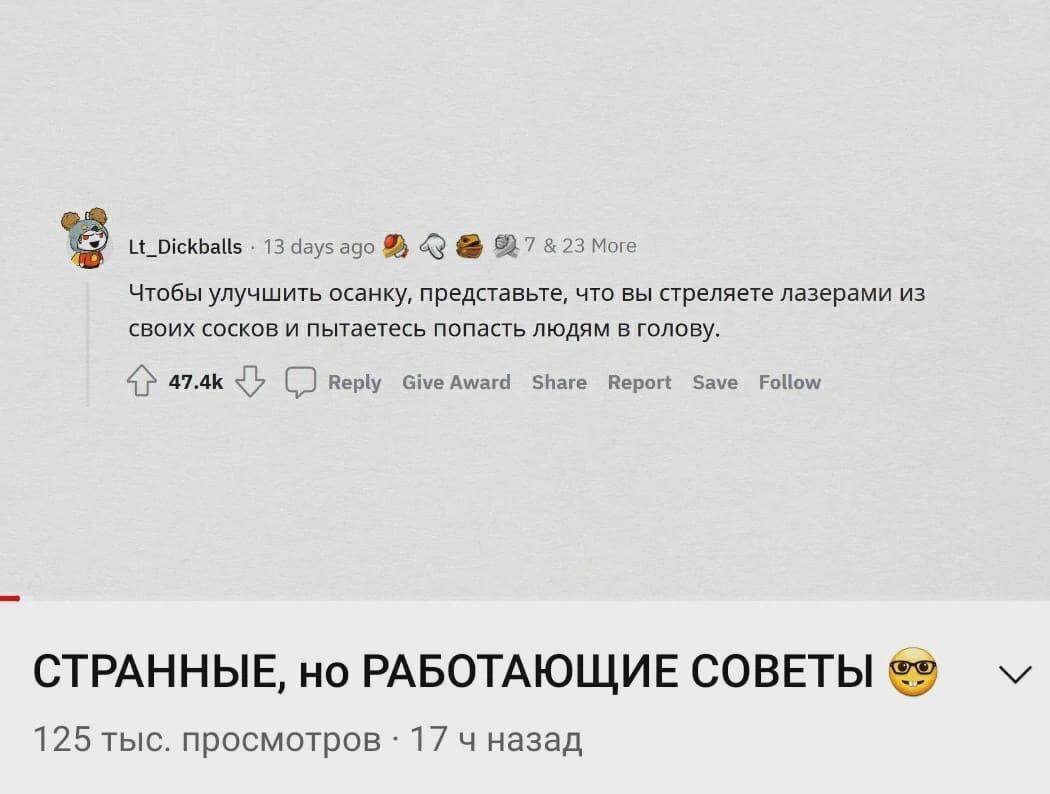 Lt_Dickballs · 13 days ago 7 & 23 More
Чтобы улучшить осанку, представьте, что вы стреляете лазерами из
своих сосков и пытаетесь попасть людям в голову.
47.4k Reply Give Award Share Report Save Follow
СТРАННЫЕ, но РАБОТАЮЩИЕ СОВЕТЫ 🤓
125 тыс. просмотров · 17 ч назад